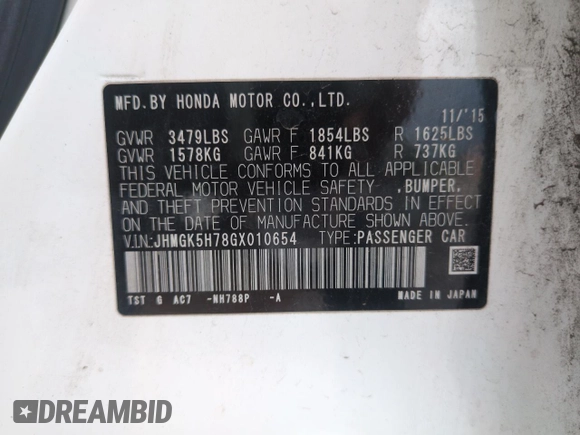 MFD.BY HONDA MOTOR CO.,LTD.
11/'15
GVWR 3479LBS GAWR F 1854LBS R 1625LBS
GVWR 1578KG GAWR F 841KG R 737KG
THIS VEHICLE CONFORMS TO ALL APPLICABLE
FEDERAL MOTOR VEHICLE SAFETY ,BUMPER,
AND THEFT PREVENTION STANDARDS IN EFFECT
ON THE DATE OF MANUFACTURE SHOWN ABOVE.
V.I.N:JHMGK5H78GX010654 TYPE:PASSENGER CAR
TST G AC7 -NH788P -A
MADE IN JAPAN
DREAMBID